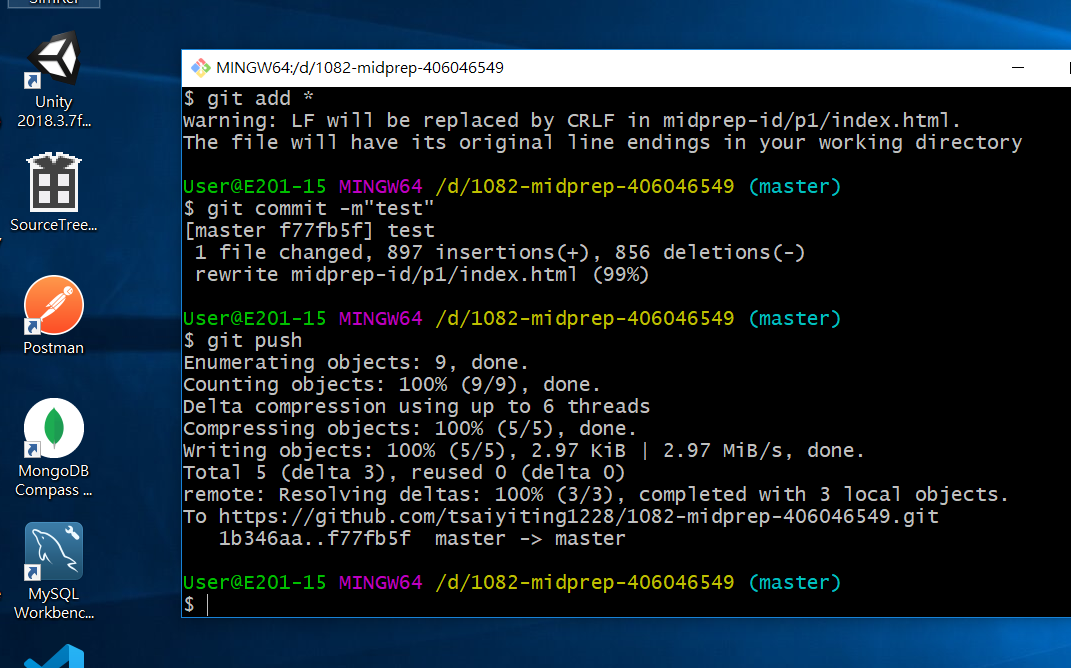 Unity
2018.3.7f...
SourceTree...
Postman
MongoDB
Compass ...
MySQL
Workbenc...
MINGW64:/d/1082-midprep-406046549
$ git add *
warning: LF will be replaced by CRLF in midprep-id/p1/index.html.
The file will have its original line endings in your working directory
User@E201-15 MINGW64 /d/1082-midprep-406046549 (master)
$ git commit -m"test"
[master f77fb5f] test
 1 file changed, 897 insertions(+), 856 deletions(-)
 rewrite midprep-id/p1/index.html (99%)
User@E201-15 MINGW64 /d/1082-midprep-406046549 (master)
$ git push
Enumerating objects: 9, done.
Counting objects: 100% (9/9), done.
Delta compression using up to 6 threads
Compressing objects: 100% (5/5), done.
Writing objects: 100% (5/5), 2.97 KiB | 2.97 MiB/s, done.
Total 5 (delta 3), reused 0 (delta 0)
remote: Resolving deltas: 100% (3/3), completed with 3 local objects.
To https://github.com/tsaiyiting1228/1082-midprep-406046549.git
   1b346aa..f77fb5f  master -> master
User@E201-15 MINGW64 /d/1082-midprep-406046549 (master)
$